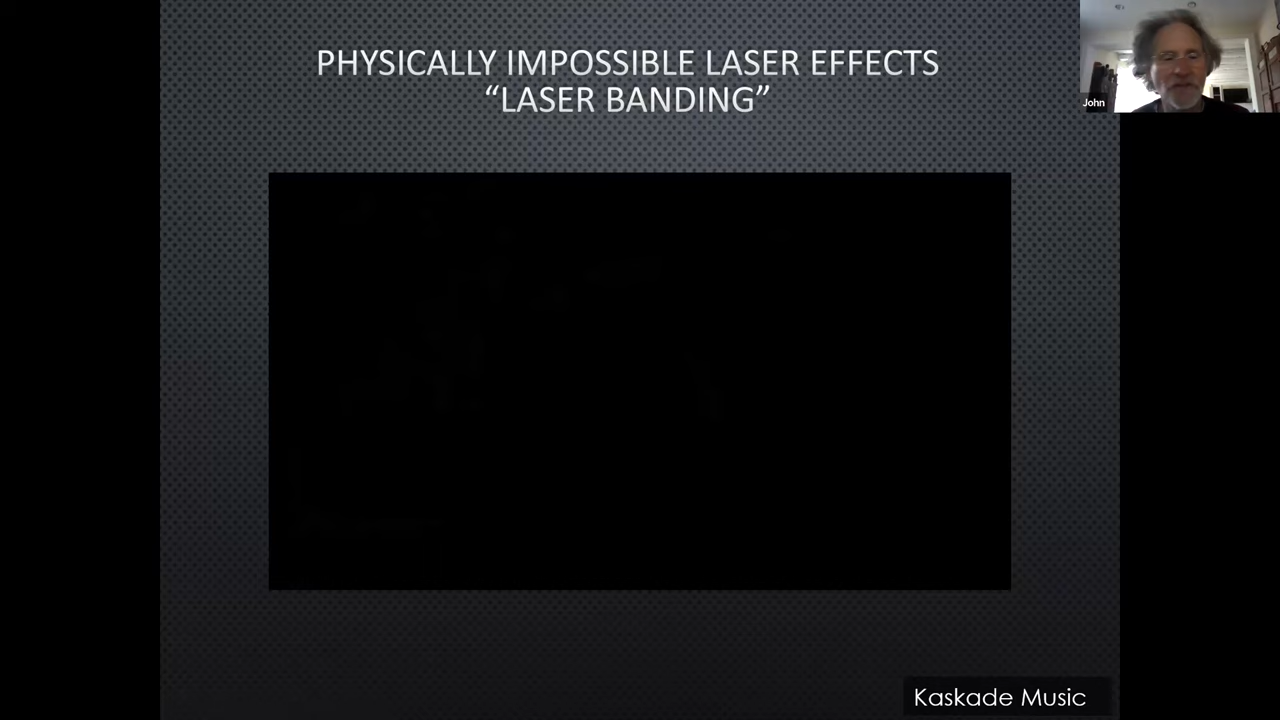 PHYSICALLY IMPOSSIBLE LASER EFFECTS
“LASER BANDING”
John
Kaskade Music